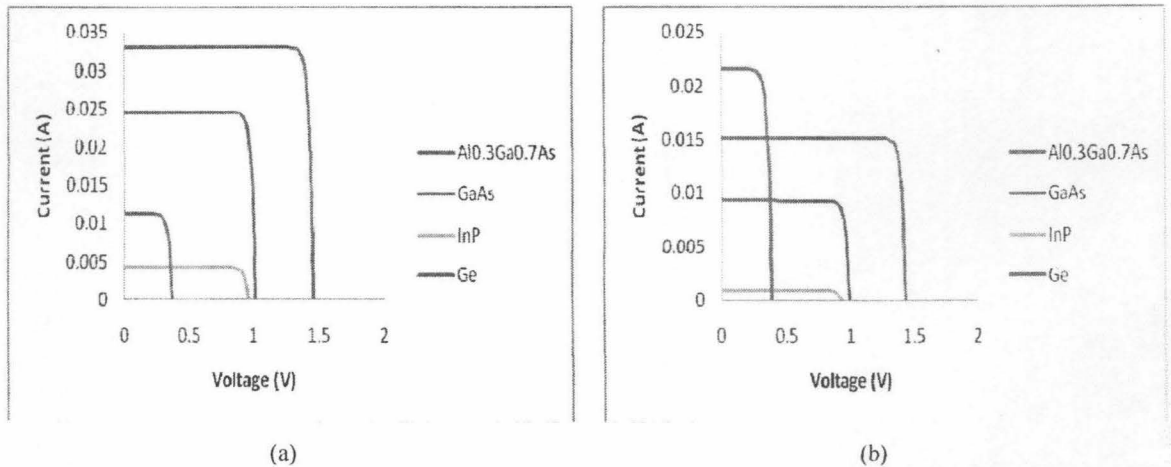 0.035
0.03
0.025
0.02
0.015
0.01
0.005
0
Current (A)
0
0.5
1
1.5
2
Voltage (V)
Al0.3Ga0.7As
GaAs
InP
Ge
(a)
0.025
0.02
0.015
0.01
0.005
0
Current (A)
0
0.5
1
1.5
2
Voltage (V)
Al0.3Ga0.7As
GaAs
InP
Ge
(b)